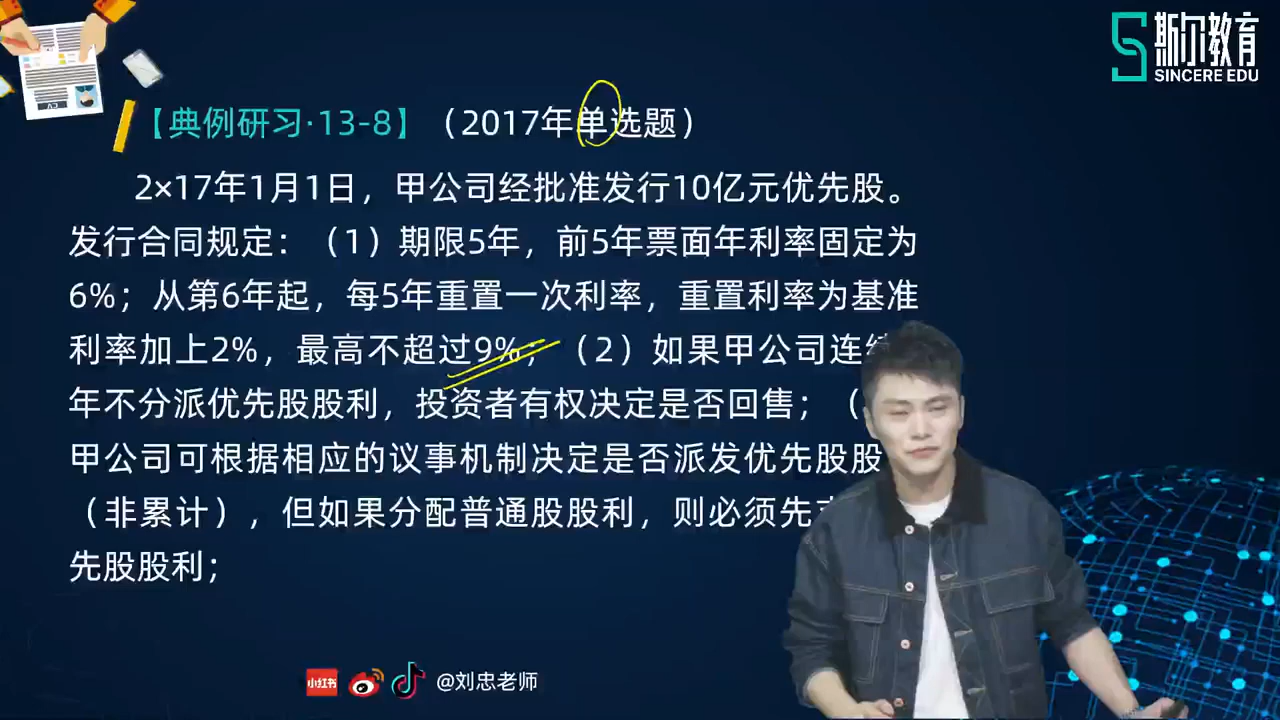 斯尔教育
SINCERE EDU
【典例研习·13-8】（2017年单选题）
2×17年1月1日，甲公司经批准发行10亿元优先股。
发行合同规定：（1）期限5年，前5年票面年利率固定为
6%；从第6年起，每5年重置一次利率，重置利率为基准
利率加上2%，最高不超过9%；（2）如果甲公司连
年不分派优先股股利，投资者有权决定是否回售；（
甲公司可根据相应的议事机制决定是否派发优先股股
（非累计），但如果分配普通股股利，则必须先
先股股利；
小红书
@刘忠老师